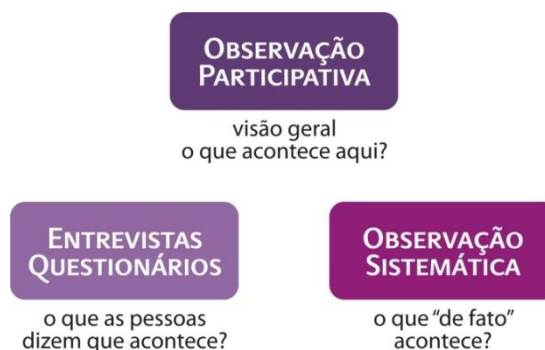 OBSERVAÇÃO
PARTICIPATIVA
visão geral
o que acontece aqui?
ENTREVISTAS
QUESTIONÁRIOS
o que as pessoas
dizem que acontece?
OBSERVAÇÃO
SISTEMÁTICA
o que “de fato”
acontece?